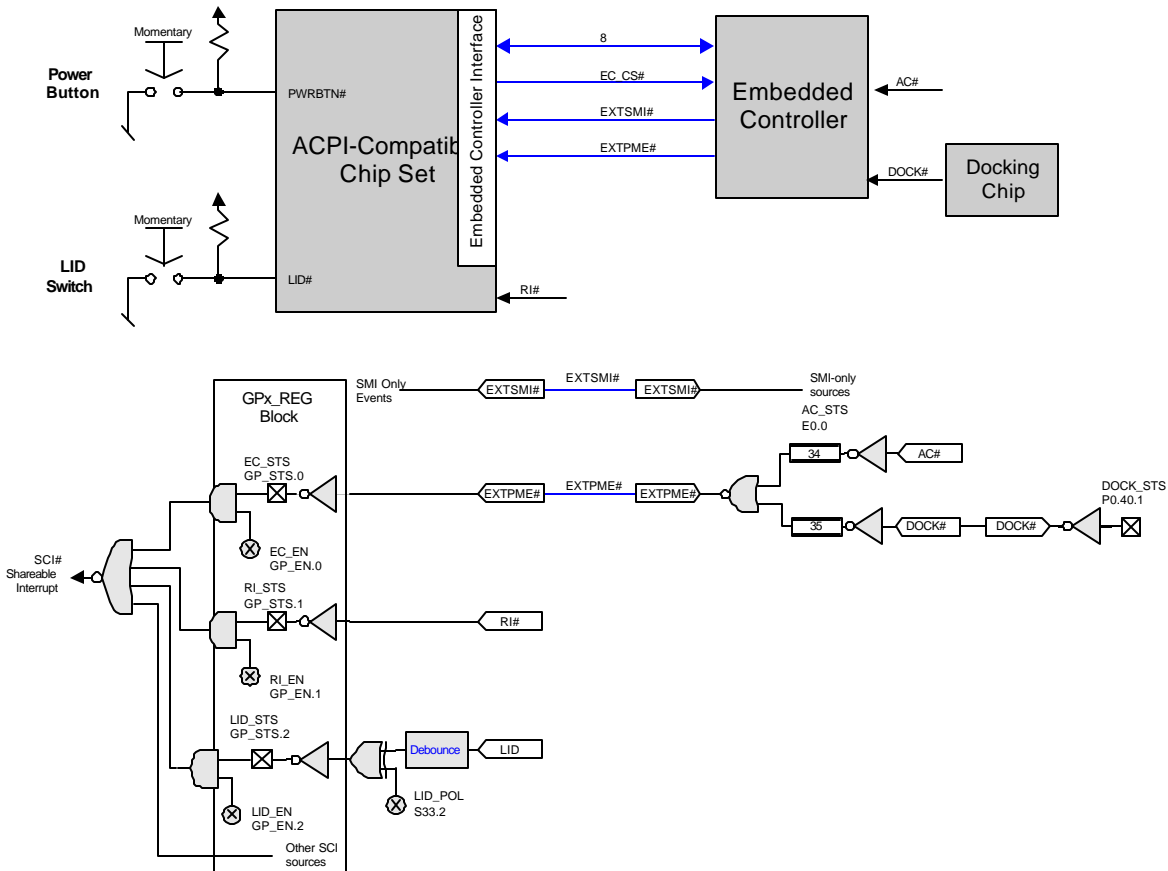 Momentary
Power
Button
PWRBTN#
ACPI-Compatib
Chip Set
Embedded Controller Interface
8
EC_CS#
EXTSMI#
EXTPME#
Embedded
Controller
AC#
DOCK#
Docking
Chip
Momentary
LID
Switch
LID#
RI#
GPx_REG
Block
SMI Only
Events
EXTSMI#
EXTSMI#
EXTSMI#
SMI-only
sources
AC_STS
E0.0
34
AC#
EC_STS
GP_STS.0
EXTPME#
EXTPME#
EXTPME#
DOCK_STS
P0.40.1
35
DOCK#
DOCK#
EC_EN
GP_EN.0
SCI#
Shareable
Interrupt
RI_STS
GP_STS.1
RI#
RI_EN
GP_EN.1
LID_STS
GP_STS.2
Debounce
LID
LID_POL
S33.2
LID_EN
GP_EN.2
Other SCI
sources